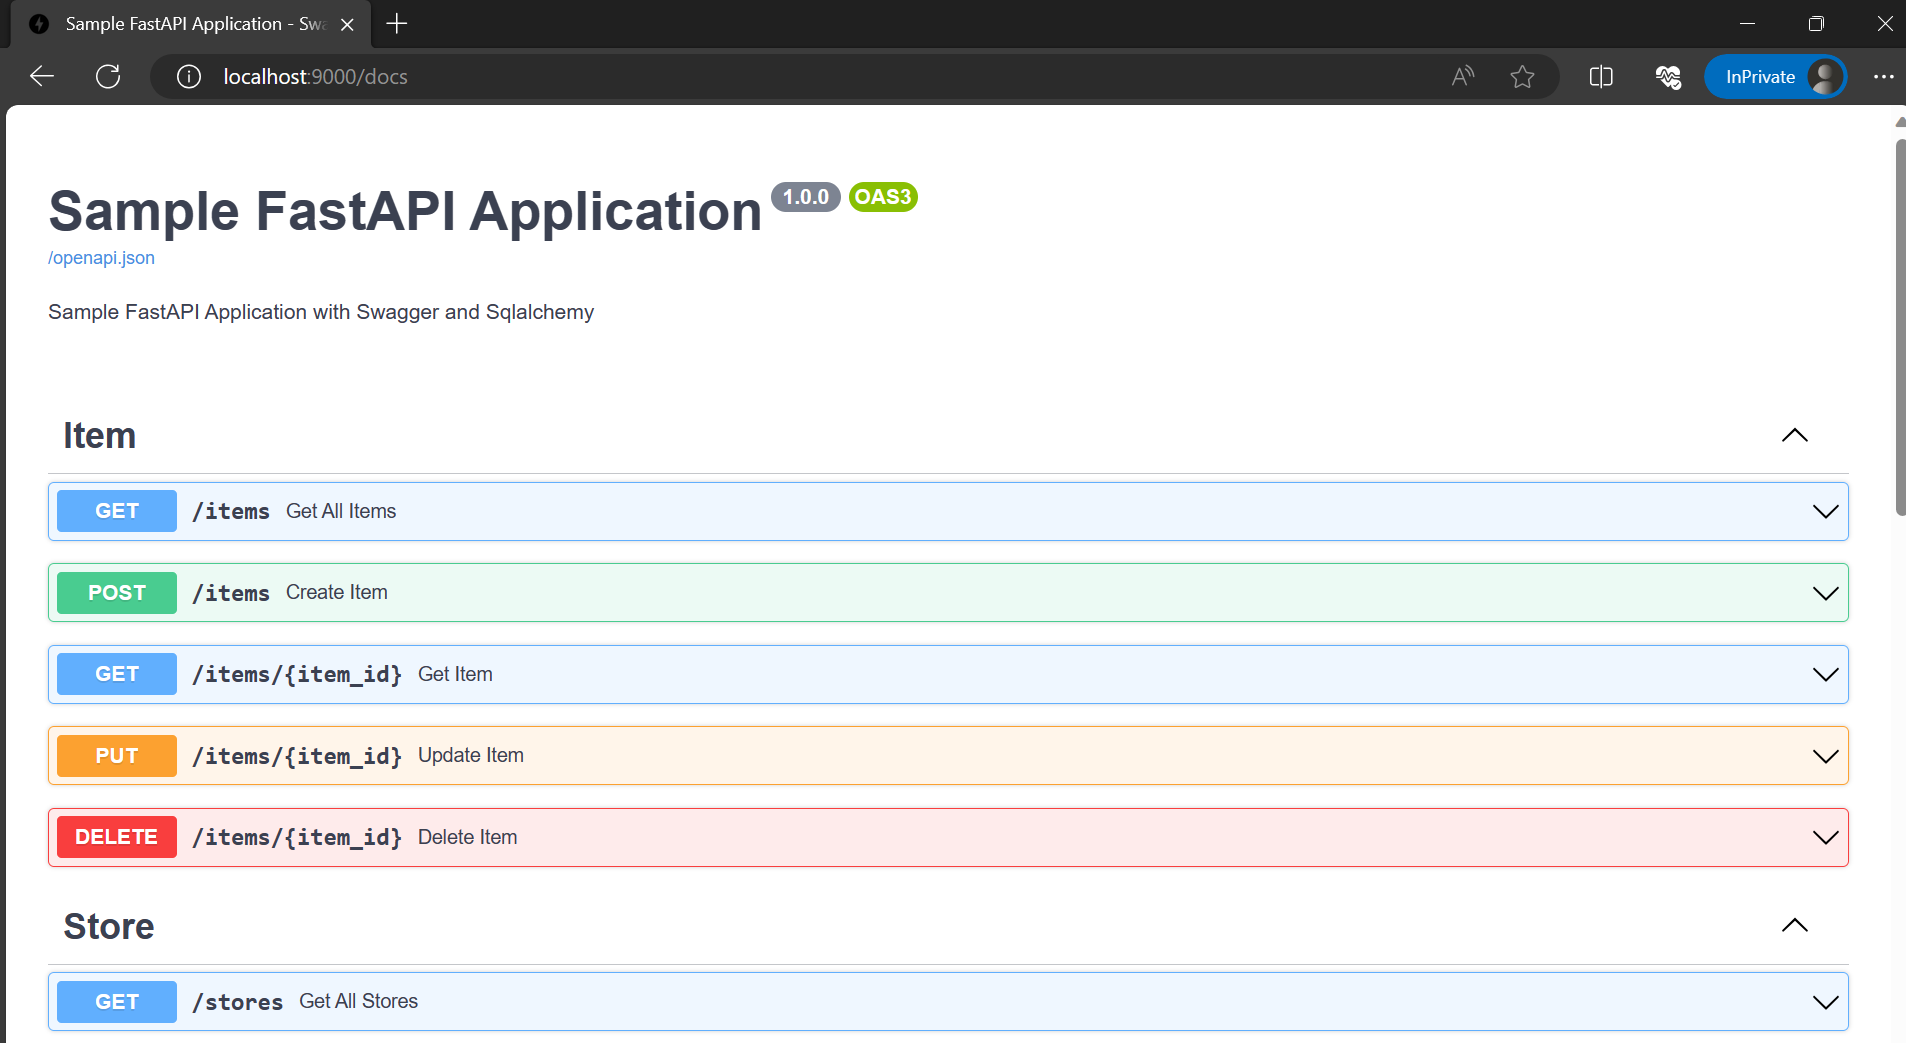 Sample FastAPI Application - Swa
localhost:9000/docs
InPrivate
Sample FastAPI Application 1.0.0 OAS3
/openapi.json
Sample FastAPI Application with Swagger and Sqlalchemy
Item
GET /items Get All Items
POST /items Create Item
GET /items/{item_id} Get Item
PUT /items/{item_id} Update Item
DELETE /items/{item_id} Delete Item
Store
GET /stores Get All Stores